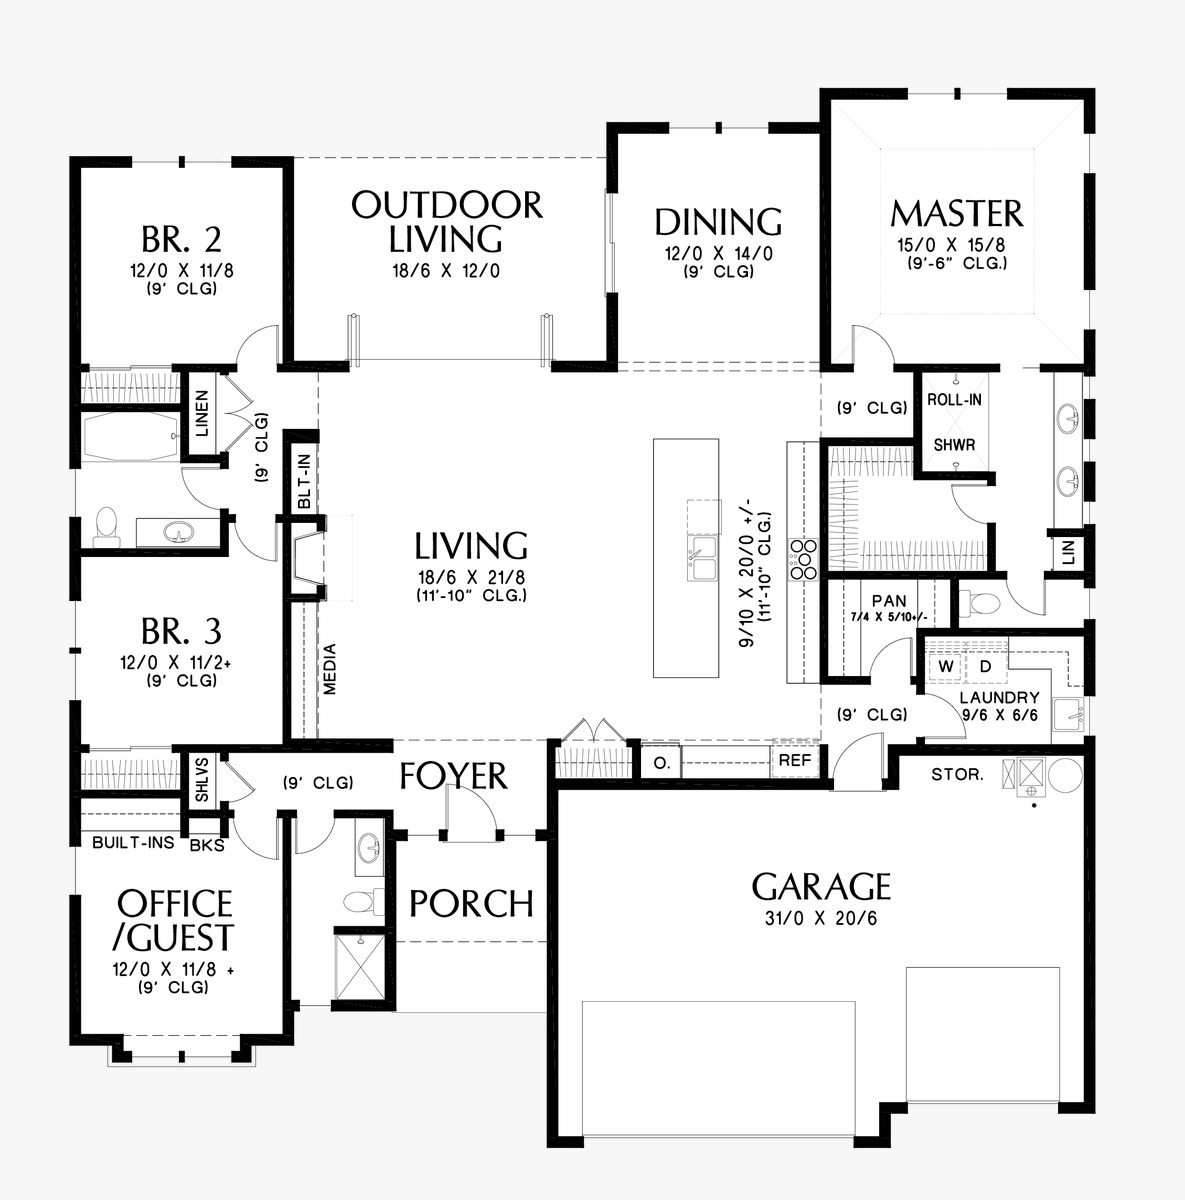 OUTDOOR
LIVING
18/6 X 12/0
DINING
12/0 X 14/0
(9' CLG)
MASTER
15/0 X 15/8
(9'-6" CLG.)
BR. 2
12/0 X 11/8
(9' CLG)
LINEN
(9' CLG)
(9' CLG)
ROLL-IN
SHWR
BLT-IN
LIVING
18/6 X 21/8
(11'-10" CLG.)
9/10 X 20/0 +/-
(11'-10" CLG.)
LIN
PAN
7/4 X 5/10+/-
BR. 3
12/0 X 11/2+
(9' CLG)
MEDIA
W
D
LAUNDRY
9/6 X 6/6
(9' CLG)
SHLVS
(9' CLG)
FOYER
O.
REF
STOR.
BUILT-INS
BKS
OFFICE
/GUEST
12/0 X 11/8 +
(9' CLG)
PORCH
GARAGE
31/0 X 20/6